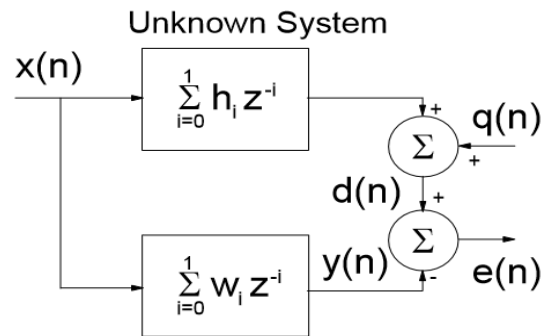 Unknown System
x(n)
1
Σ h_i z^{-i}
i=0
+
q(n)
Σ
+
d(n)
+
Σ
e(n)
-
1
Σ w_i z^{-i}
i=0
y(n)